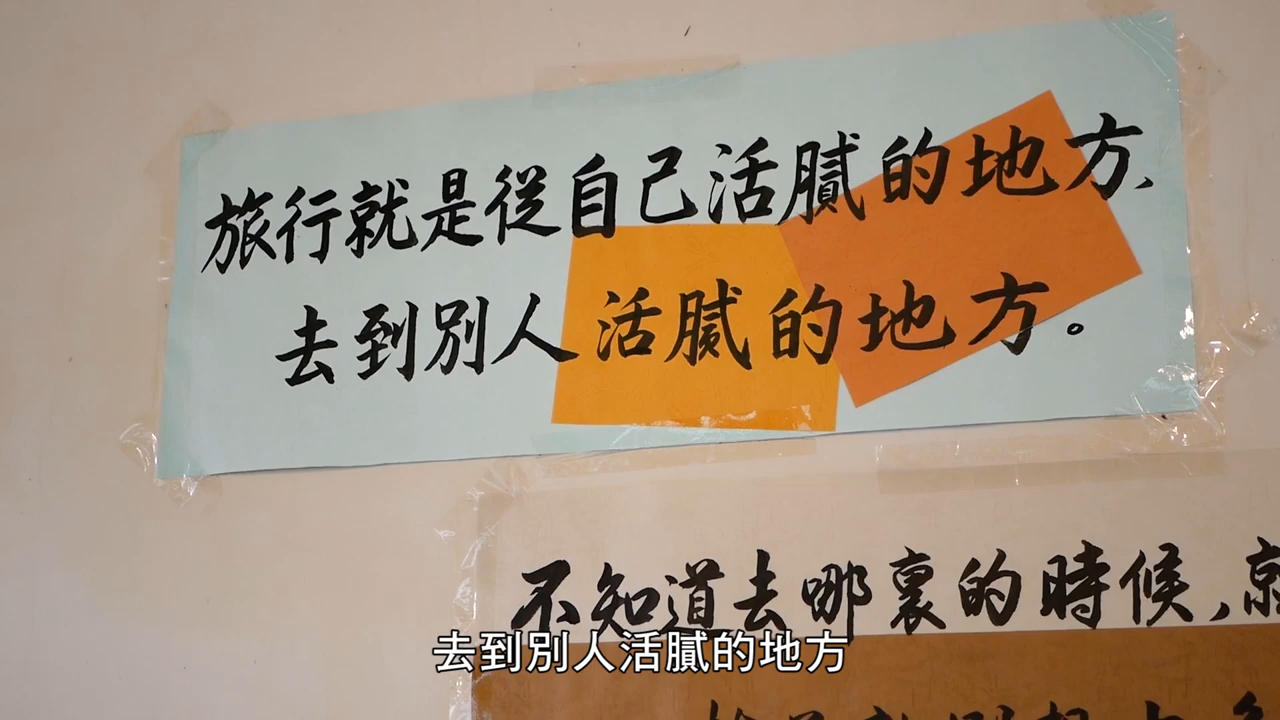 旅行就是從自己活膩的地方、
去到別人活膩的地方。
不知道去哪裏的時候,就
去到別人活膩的地方